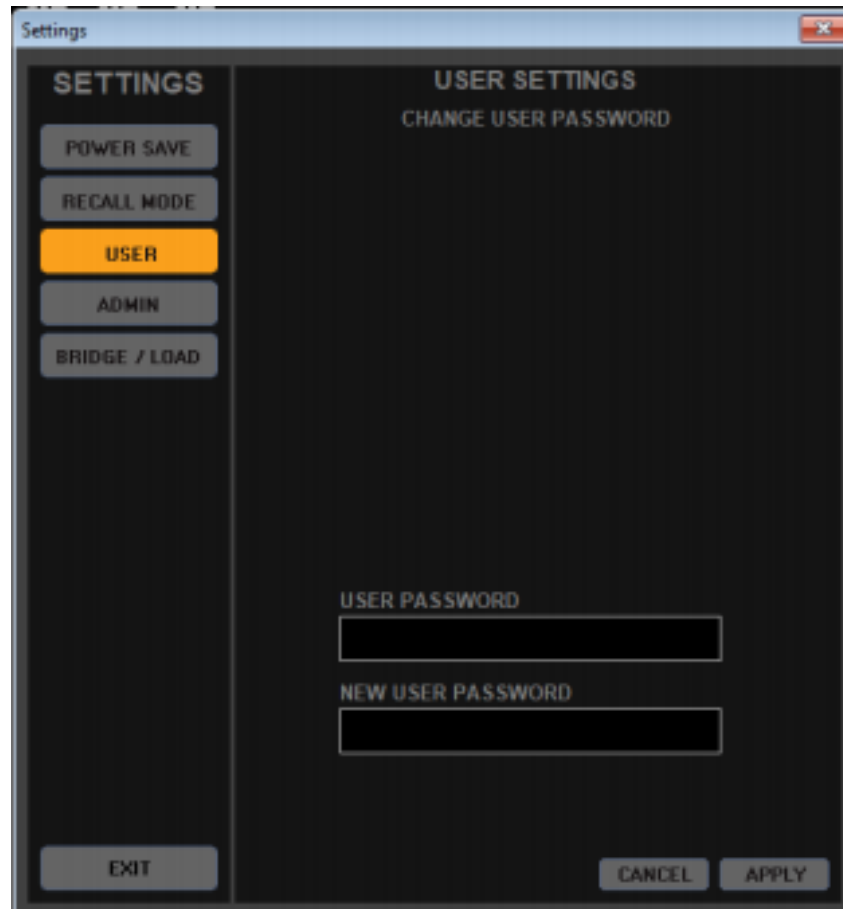 Settings
SETTINGS
POWER SAVE
RECALL MODE
USER
ADMIN
BRIDGE / LOAD
EXIT
USER SETTINGS
CHANGE USER PASSWORD
USER PASSWORD
NEW USER PASSWORD
CANCEL
APPLY